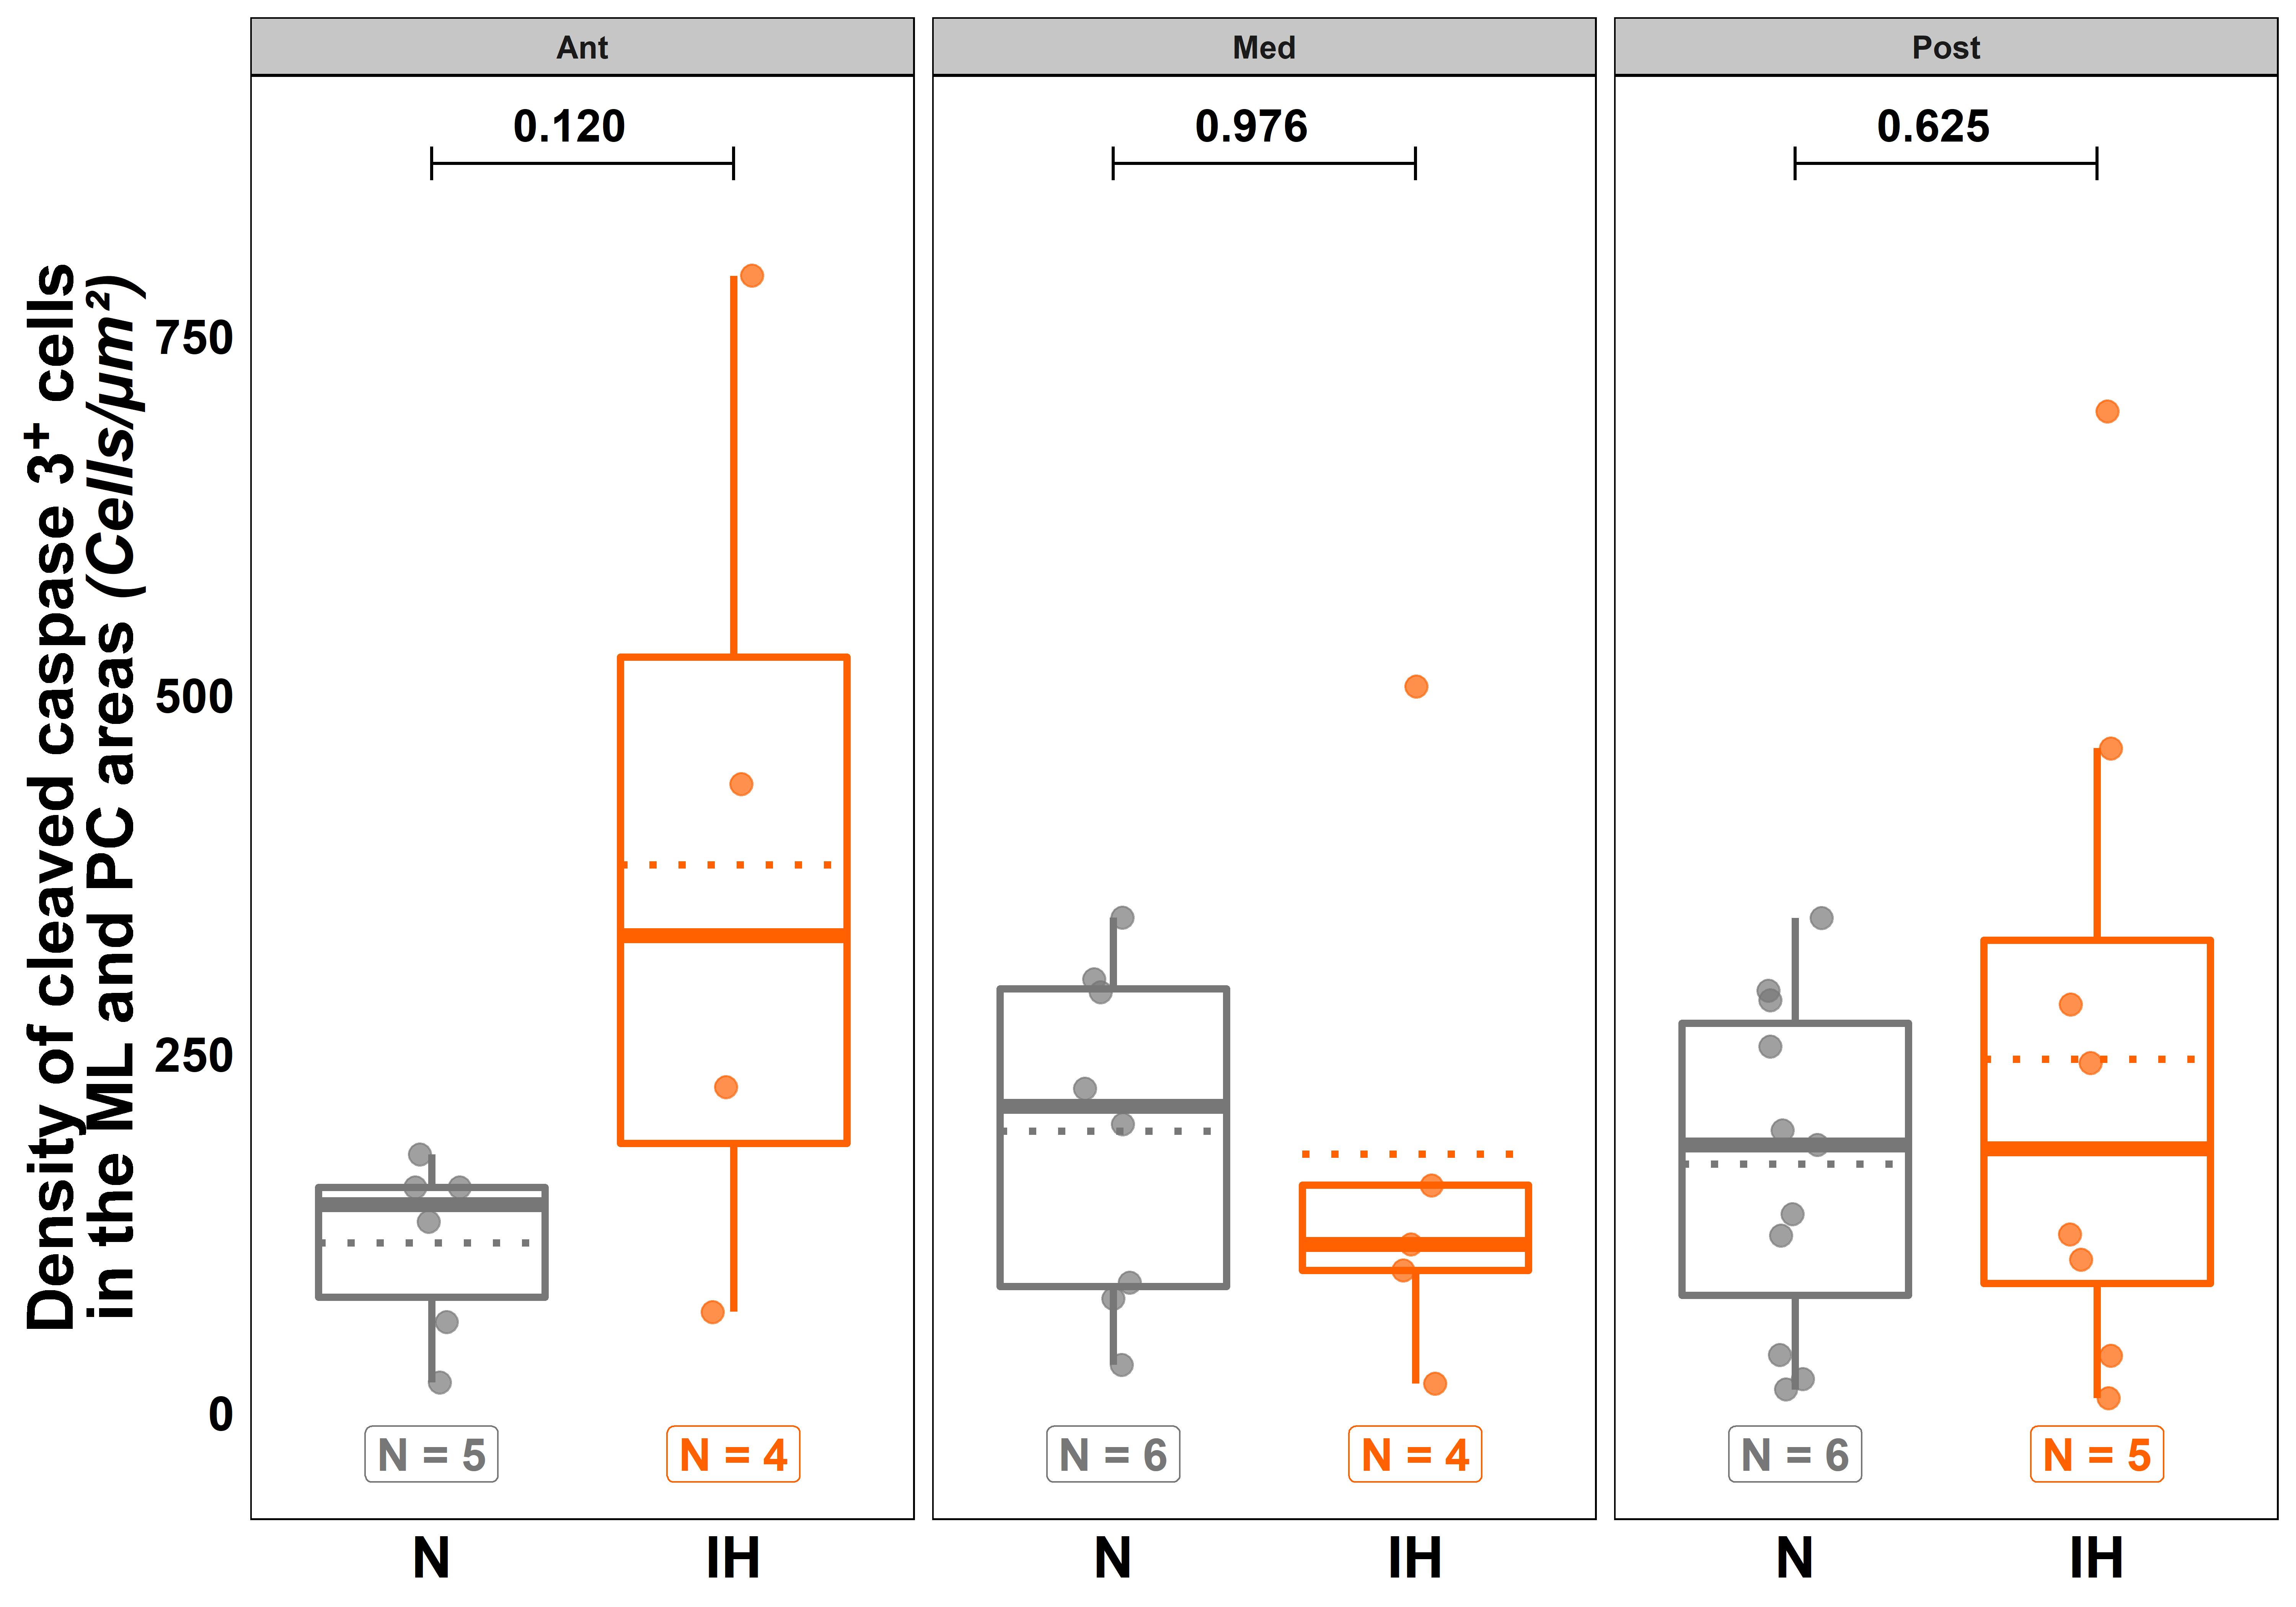 Ant
Med
Post
0.120
0.976
0.625
Density of cleaved caspase 3⁺ cells
in the ML and PC areas (Cells/µm²)
750
500
250
0
N = 5
N = 4
N = 6
N = 4
N = 6
N = 5
N
IH
N
IH
N
IH